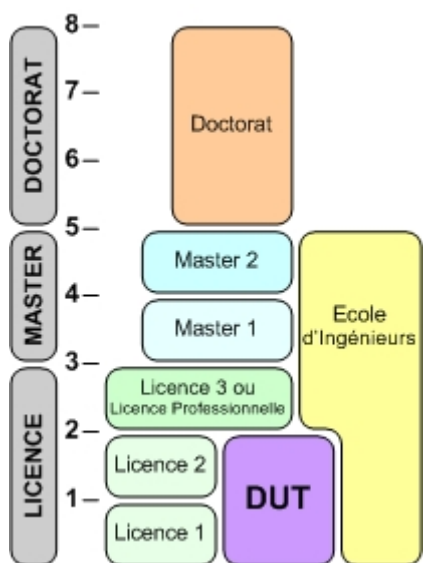 8
DOCTORAT
7
Doctorat
6
5
MASTER
Master 2
4
Master 1
Ecole
d'Ingénieurs
3
LICENCE
Licence 3 ou
Licence Professionnelle
2
Licence 2
DUT
1
Licence 1